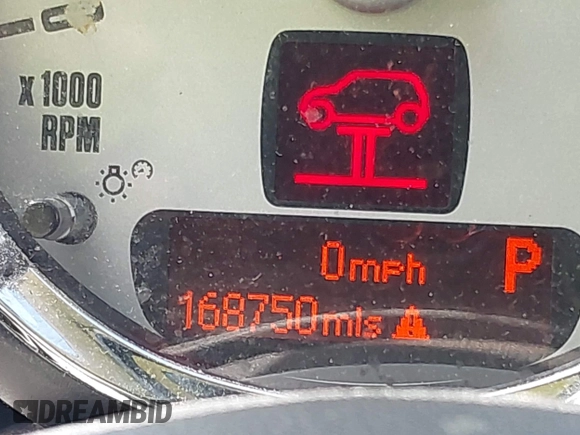 x 1000
RPM
0mph P
168750mls
DREAMBID